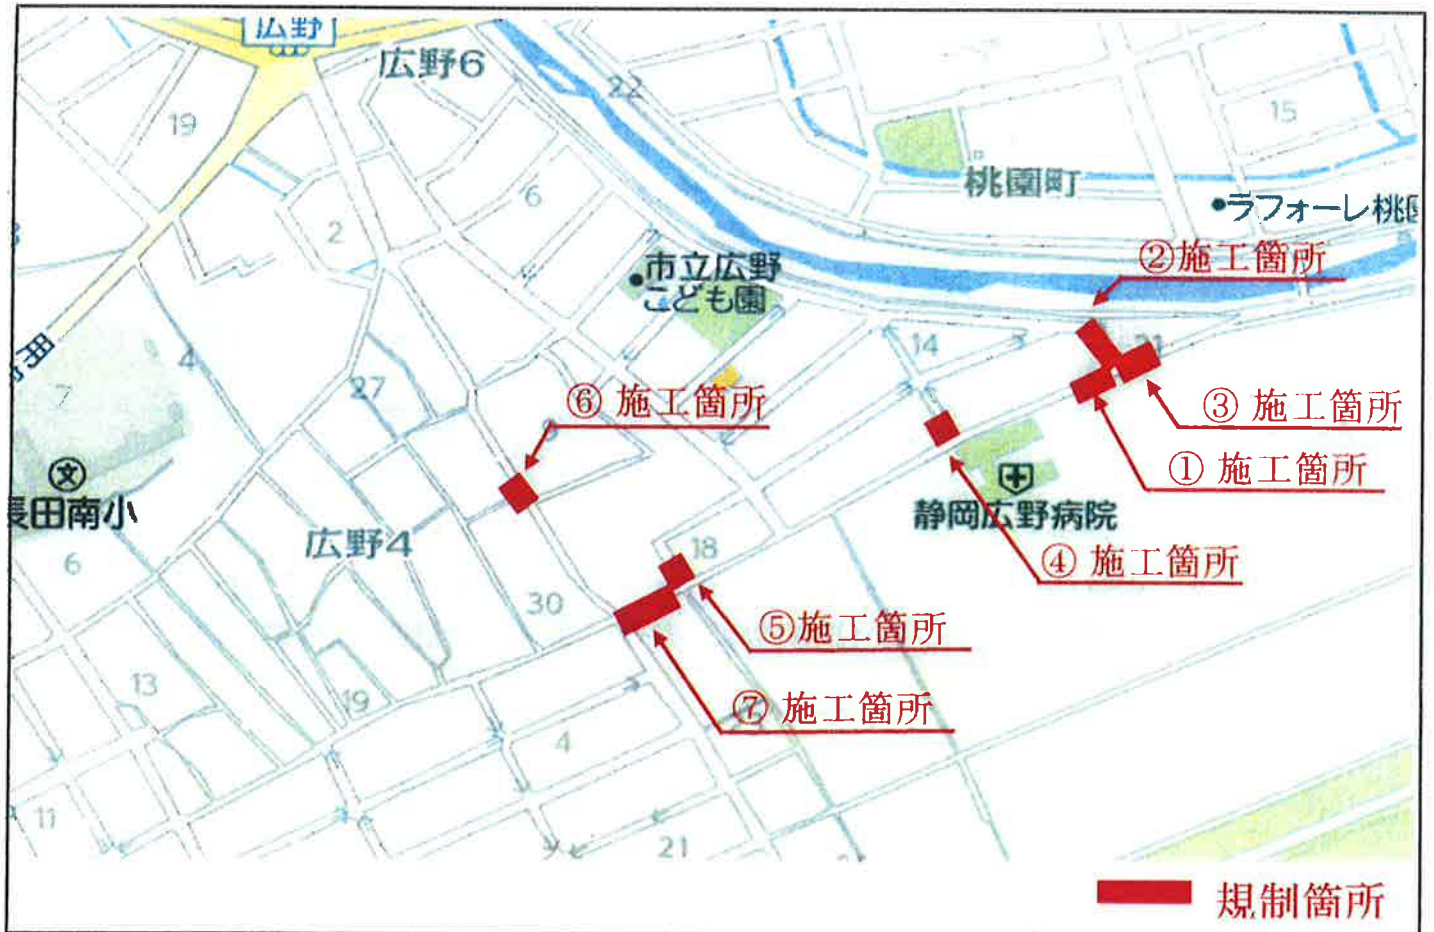 広野
広野6
22
19
15
6
桃園町
2
ラフォーレ桃園
市立広野
こども園
②施工箇所
14
21
4
7
27
⑥ 施工箇所
③ 施工箇所
9
① 施工箇所
文
長田南小
静岡広野病院
広野4
18
④ 施工箇所
6
30
⑤施工箇所
13
19
⑦ 施工箇所
4
11
21
規制箇所